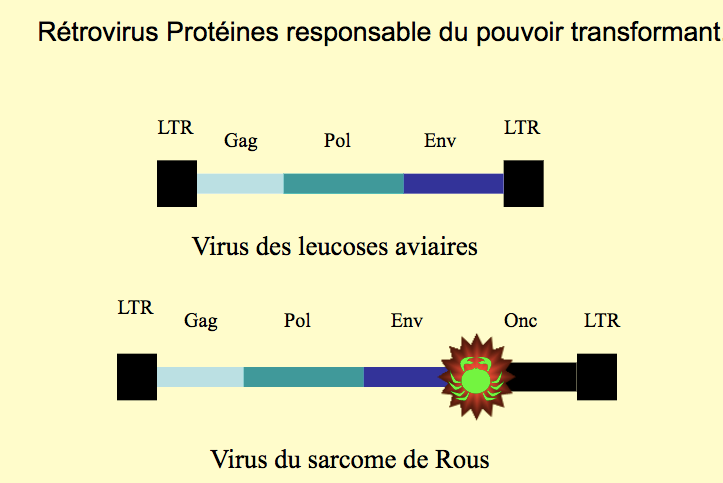 Rétrovirus Protéines responsable du pouvoir transformant.
LTR Gag Pol Env LTR
Virus des leucoses aviaires
LTR Gag Pol Env Onc LTR
Virus du sarcome de Rous